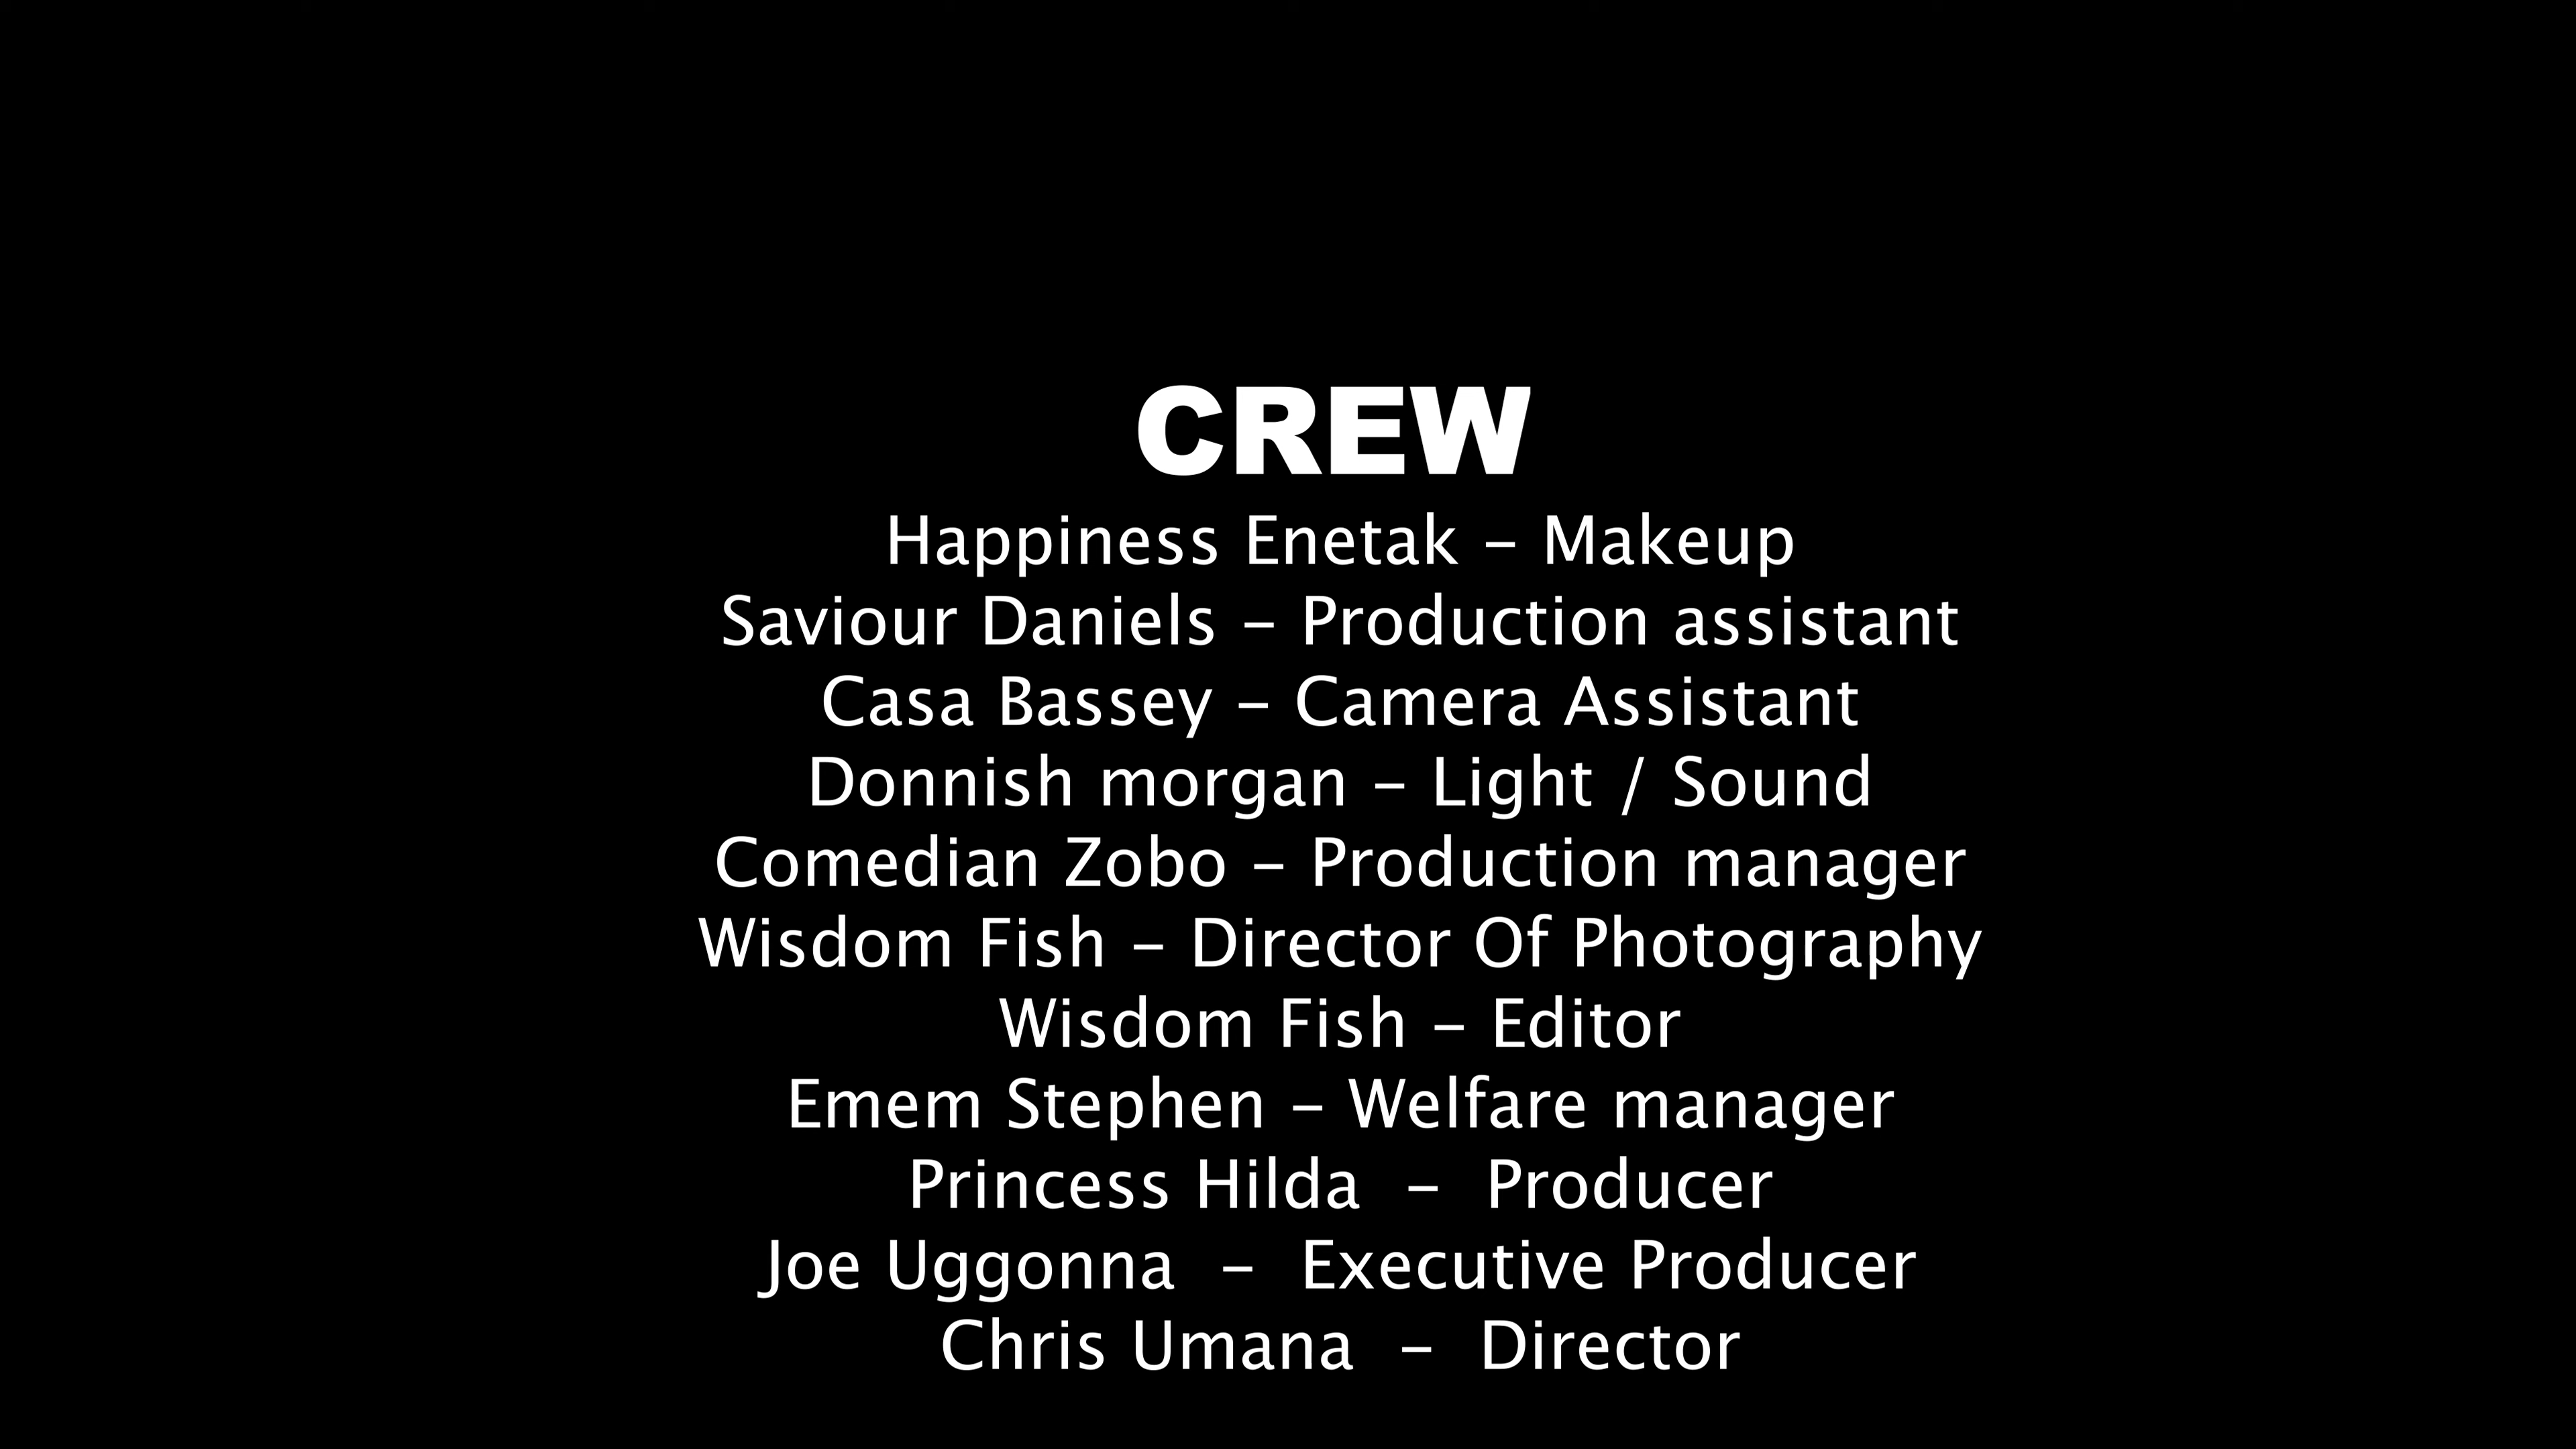 CREW
Happiness Enetak - Makeup
Saviour Daniels - Production assistant
Casa Bassey - Camera Assistant
Donnish morgan - Light / Sound
Comedian Zobo - Production manager
Wisdom Fish - Director Of Photography
Wisdom Fish - Editor
Emem Stephen - Welfare manager
Princess Hilda  -  Producer
Joe Uggonna  -  Executive Producer
Chris Umana  -  Director